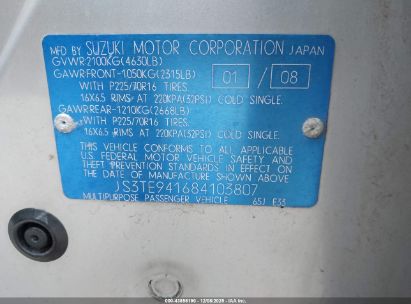 MFD BY SUZUKI MOTOR CORPORATION JAPAN
GVWR:2100KG(4630LB)
GAWR:FRONT-1050KG(2315LB) 01 / 08
WITH P225/70R16 TIRES.
16X6.5 RIMS AT 220KPA(32PSI) COLD SINGLE.
GAWR:REAR-1210KG(2668LB)
WITH P225/70R16 TIRES.
16X6.5 RIMS AT 220KPA(32PSI) COLD SINGLE.
THIS VEHICLE CONFORMS TO ALL APPLICABLE
U.S. FEDERAL MOTOR VEHICLE SAFETY AND
THEFT PREVENTION STANDARDS IN EFFECT ON THE
DATE OF MANUFACTURE SHOWN ABOVE
JS3TE941684103807
MULTIPURPOSE PASSENGER VEHICLE 65J E33